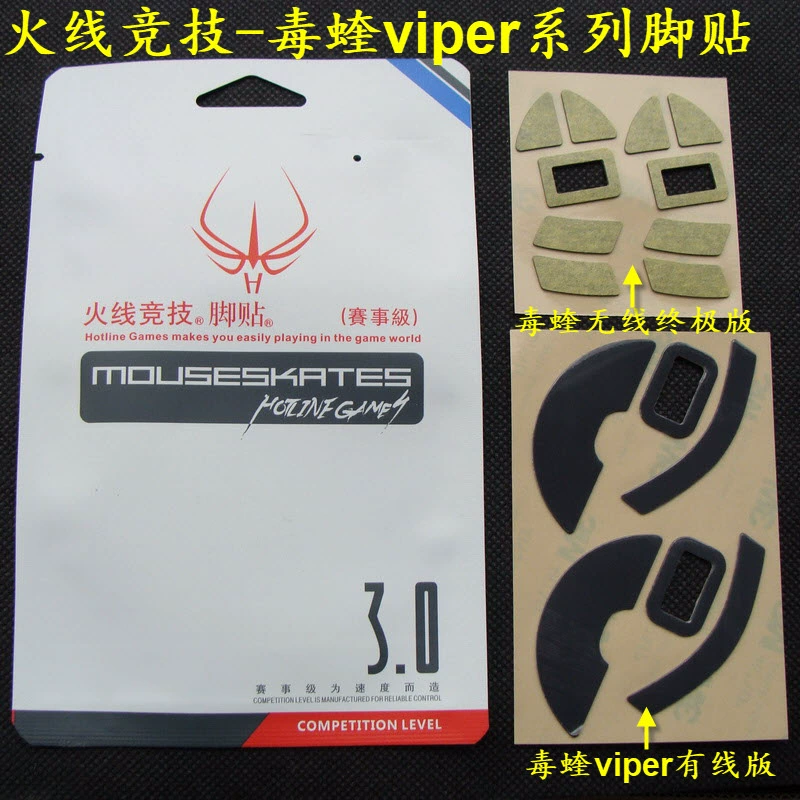 火线竞技-毒蝰viper系列脚贴
火线竞技® 脚贴® (賽事級)
Hotline Games makes you easily playing in the game world
MOUSESKATES
HOTLINE GAMES
3.0
赛事级为速度而造
COMPETITION LEVEL IS MANUFACTURED FOR RELIABLE CONTROL
COMPETITION LEVEL
毒蝰无线终极版
毒蝰viper有线版